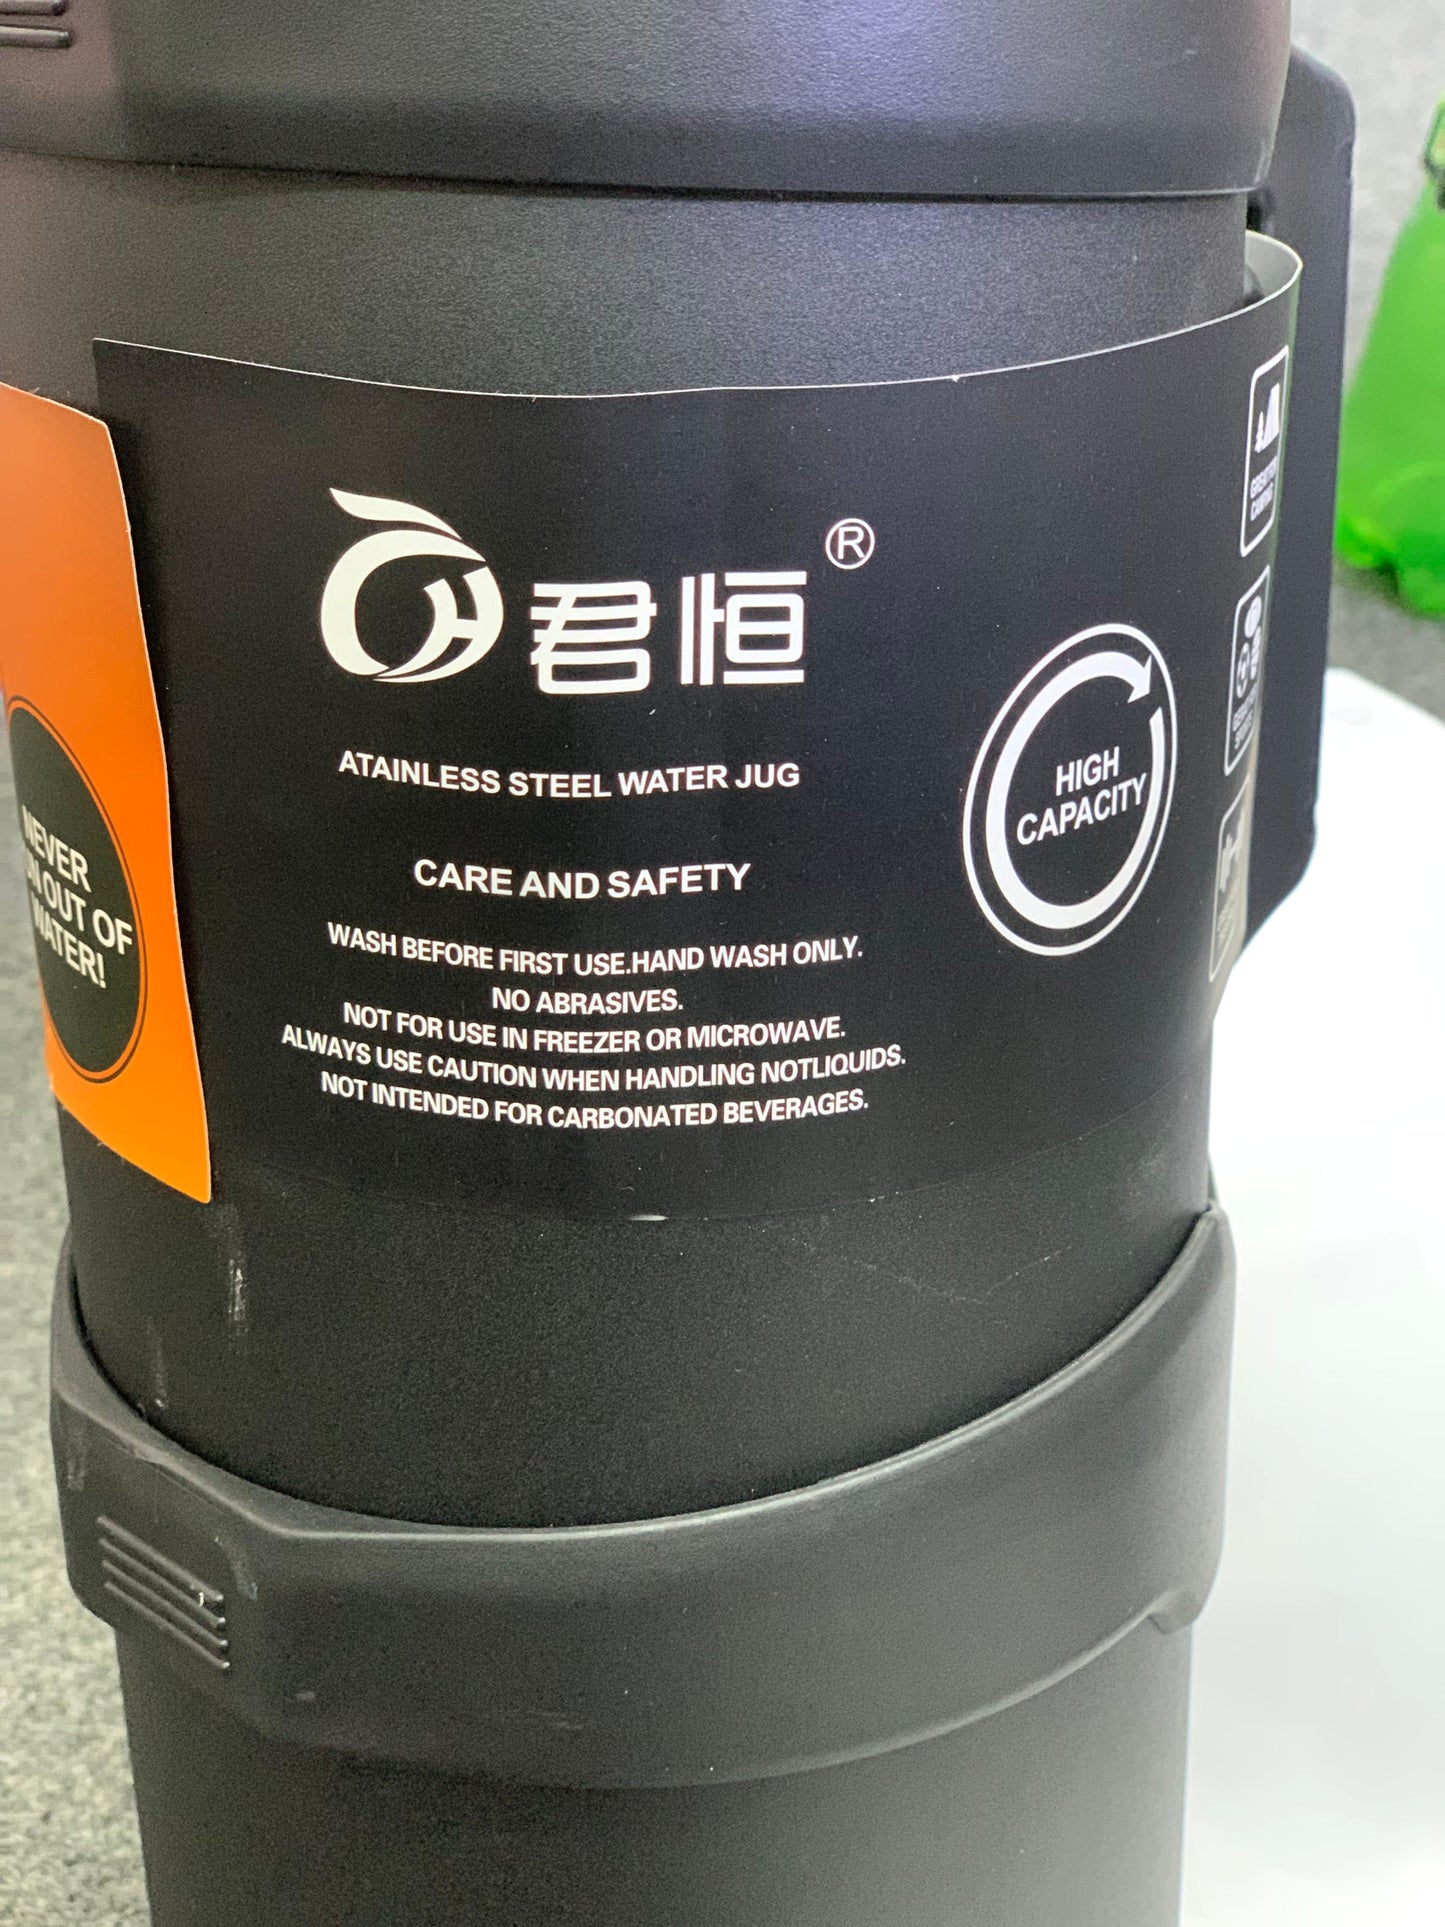 君恒®
ATAINLESS STEEL WATER JUG
CARE AND SAFETY
WASH BEFORE FIRST USE.HAND WASH ONLY.
NO ABRASIVES.
NOT FOR USE IN FREEZER OR MICROWAVE.
ALWAYS USE CAUTION WHEN HANDLING NOTLIQUIDS.
NOT INTENDED FOR CARBONATED BEVERAGES.
HIGH
CAPACITY
NEVER
OUT OF
WATER!